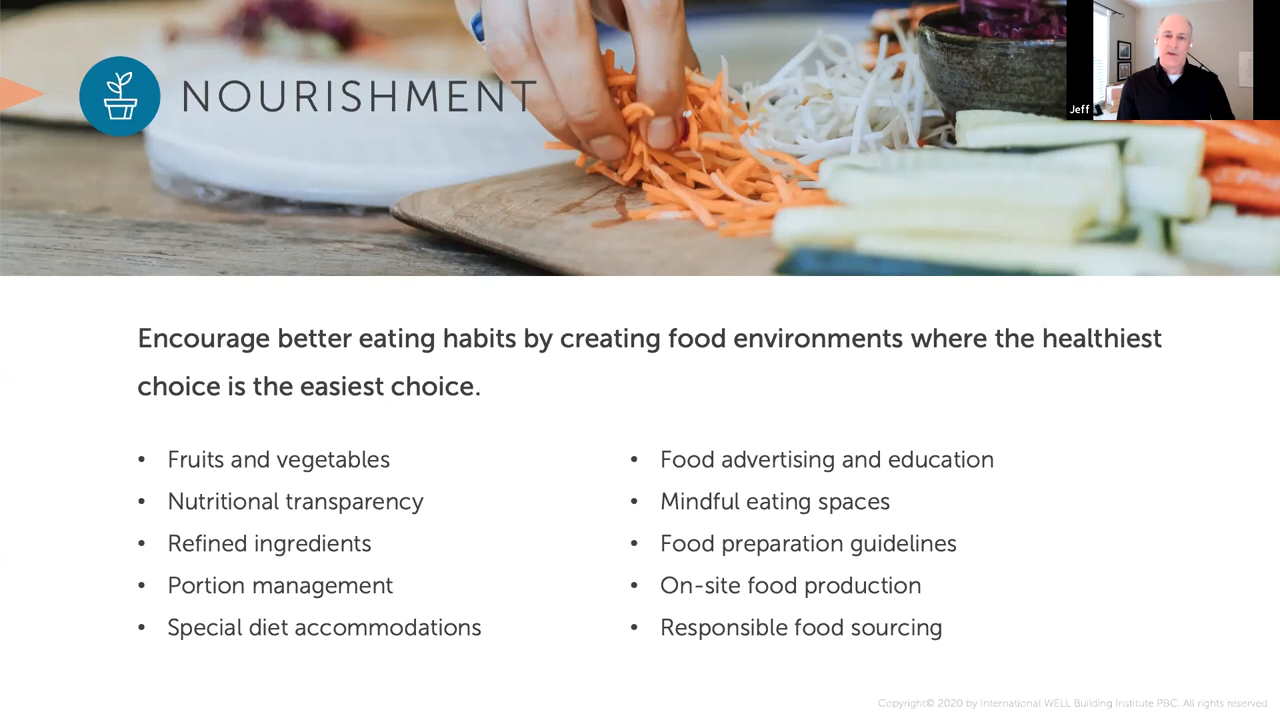 NOURISHMENT
Jeff
Encourage better eating habits by creating food environments where the healthiest
choice is the easiest choice.
• Fruits and vegetables
• Nutritional transparency
• Refined ingredients
• Portion management
• Special diet accommodations
• Food advertising and education
• Mindful eating spaces
• Food preparation guidelines
• On-site food production
• Responsible food sourcing
Copyright© 2020 by International WELL Building Institute PBC. All rights reserved.